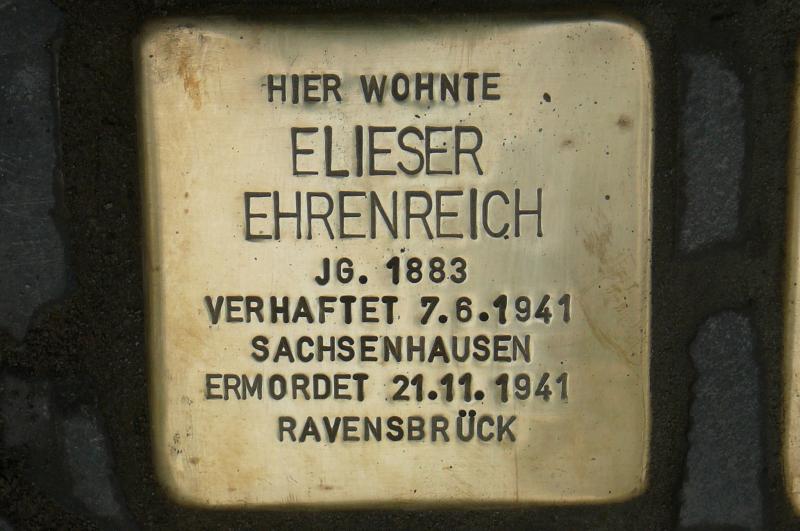 HIER WOHNTE
ELIESER
EHRENREICH
JG. 1883
VERHAFTET 7.6.1941
SACHSENHAUSEN
ERMORDET 21.11.1941
RAVENSBRÜCK